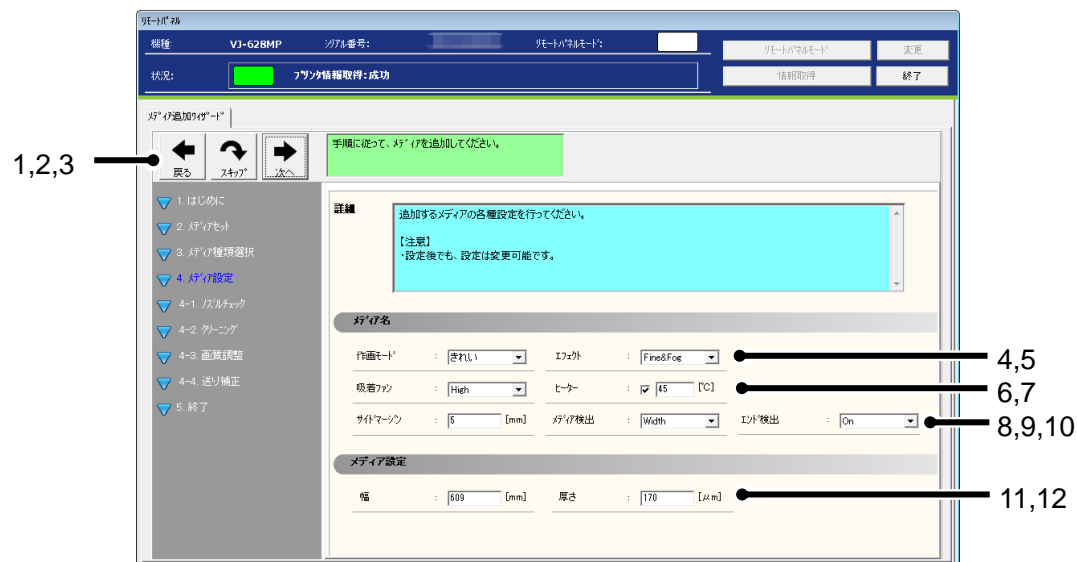 リモートパネル
機種: VJ-628MP シリアル番号: リモートパネルモード: リモートパネルモード 変更
状況: プリンタ情報取得:成功 情報取得 終了
メディア追加ウィザード
戻る スキップ 次へ 手順に従って、メディアを追加してください。
1,2,3
1. はじめに
2. メディアセット
3. メディア種類選択
4. メディア設定
4-1. ノズルチェック
4-2. クリーニング
4-3. 画質調整
4-4. 送り補正
5. 終了
詳細 追加するメディアの各種設定を行ってください。
【注意】
・設定後でも、設定は変更可能です。
メディア名
作画モード : きれい エフェクト : Fine&Fog 4,5
吸着ファン : High ヒーター : 45 [℃] 6,7
サイドマージン : 5 [mm] メディア検出 : Width エンド検出 : On 8,9,10
メディア設定
幅 : 609 [mm] 厚さ : 170 [μm] 11,12